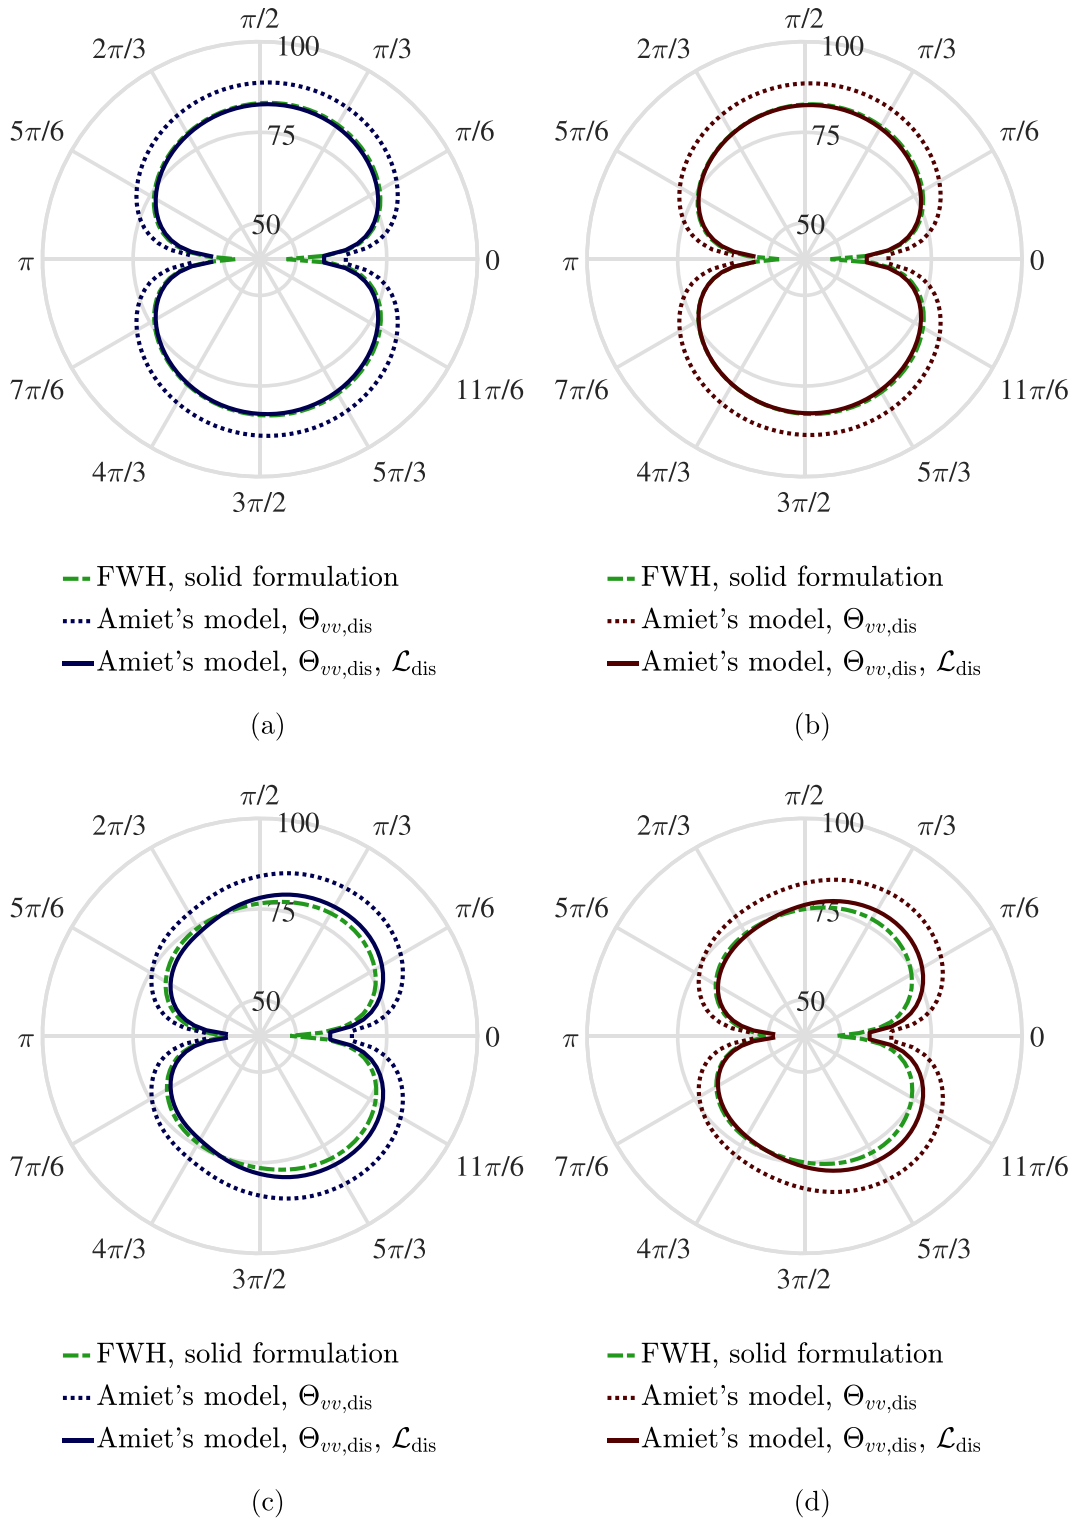 π/2 π/2
2π/3 100 π/3 2π/3 100 π/3
5π/6 75 π/6 5π/6 75 π/6
50 50
π 0 π 0
7π/6 11π/6 7π/6 11π/6
4π/3 5π/3 4π/3 5π/3
3π/2 3π/2
FWH, solid formulation FWH, solid formulation
Amiet's model, Θvv,dis Amiet's model, Θvv,dis
Amiet's model, Θvv,dis, ℒdis Amiet's model, Θvv,dis, ℒdis
(a) (b)
π/2 π/2
2π/3 100 π/3 2π/3 100 π/3
5π/6 75 π/6 5π/6 75 π/6
50 50
π 0 π 0
7π/6 11π/6 7π/6 11π/6
4π/3 5π/3 4π/3 5π/3
3π/2 3π/2
FWH, solid formulation FWH, solid formulation
Amiet's model, Θvv,dis Amiet's model, Θvv,dis
Amiet's model, Θvv,dis, ℒdis Amiet's model, Θvv,dis, ℒdis
(c) (d)